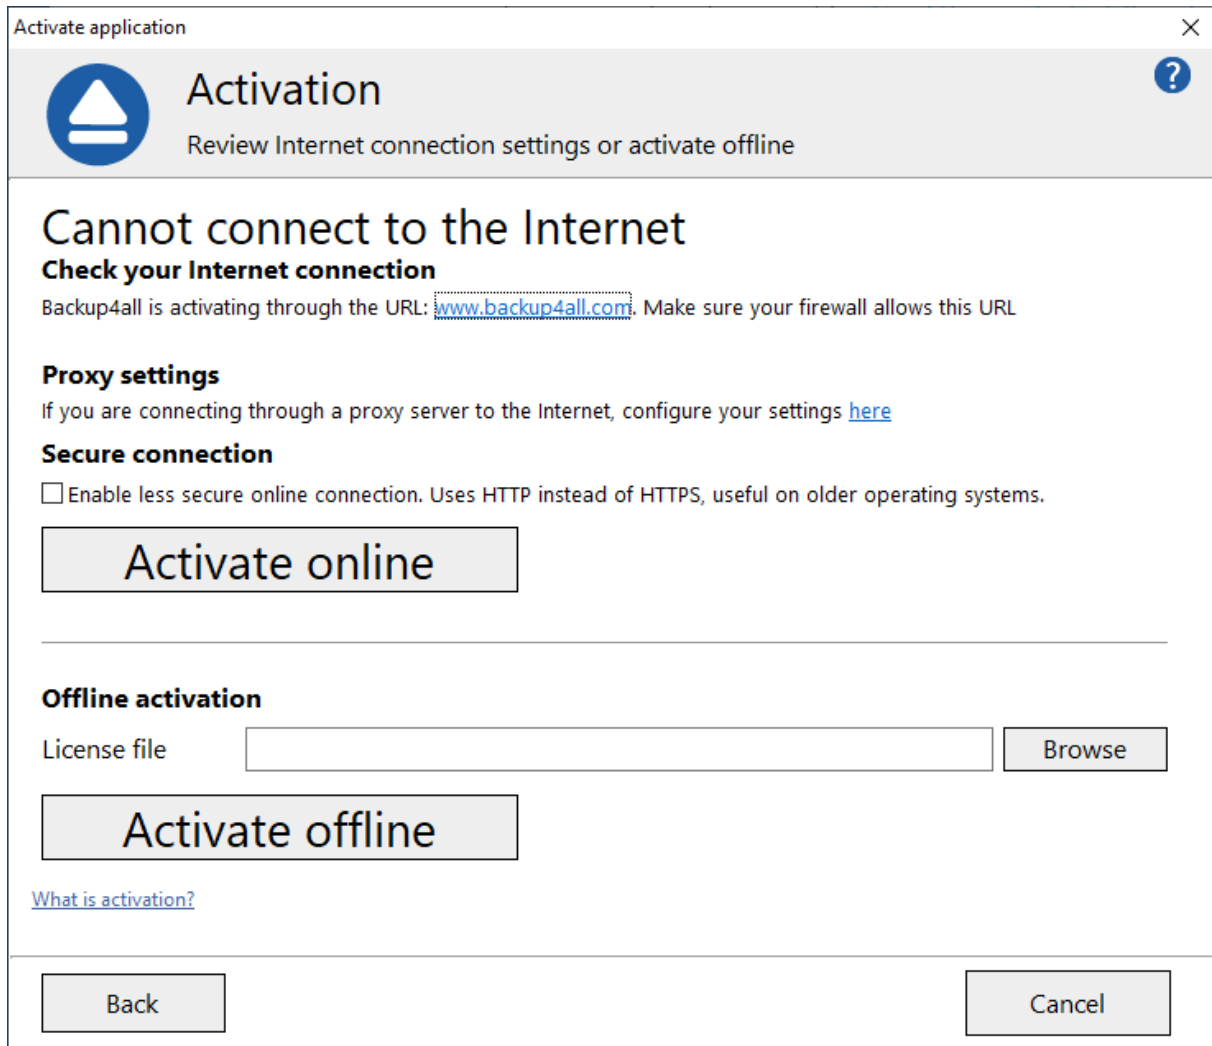 Activate application
Activation
?
Review Internet connection settings or activate offline
Cannot connect to the Internet
Check your Internet connection
Backup4all is activating through the URL: www.backup4all.com. Make sure your firewall allows this URL
Proxy settings
If you are connecting through a proxy server to the Internet, configure your settings here
Secure connection
Enable less secure online connection. Uses HTTP instead of HTTPS, useful on older operating systems.
Activate online
Offline activation
License file
Browse
Activate offline
What is activation?
Back
Cancel